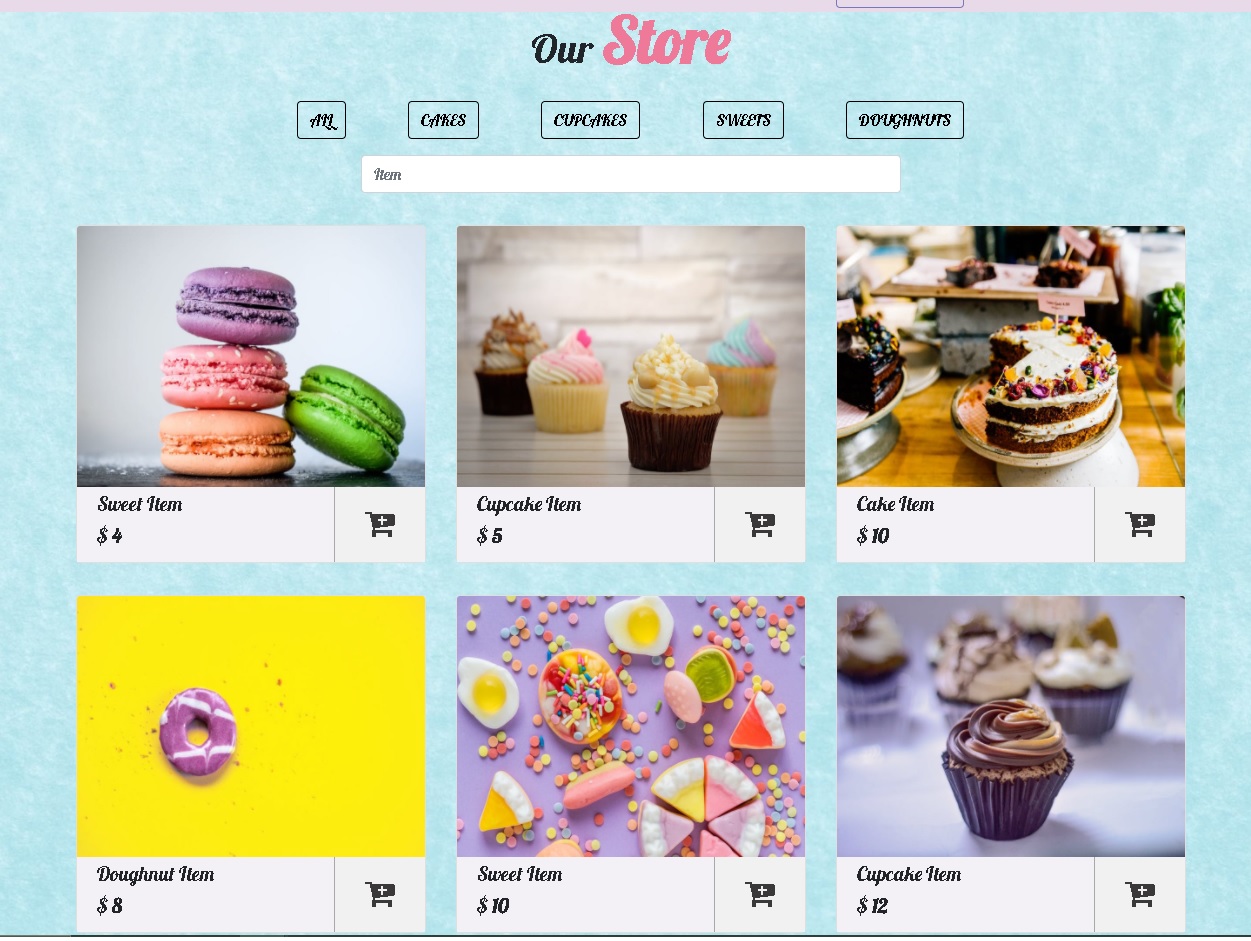 Our Store
ALL CAKES CUPCAKES SWEETS DOUGHNUTS
Item
Sweet Item
$ 4
Cupcake Item
$ 5
Cake Item
$ 10
Doughnut Item
$ 8
Sweet Item
$ 10
Cupcake Item
$ 12